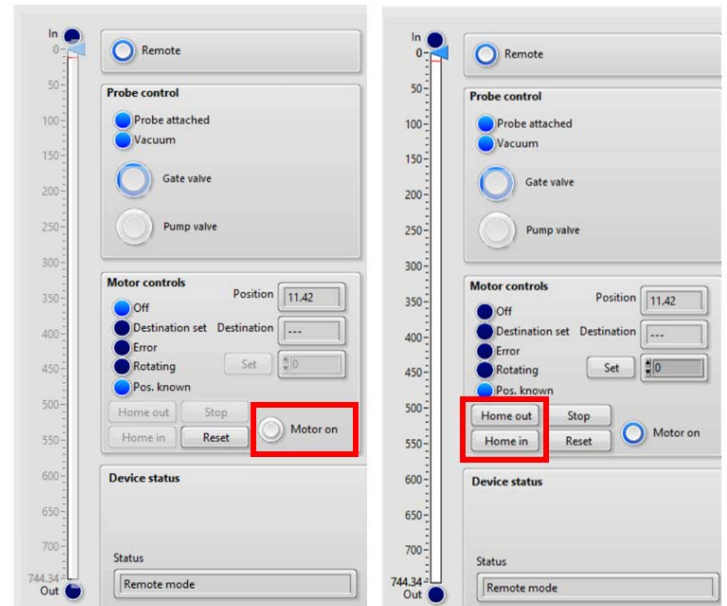 In
0
50
100
150
200
250
300
350
400
450
500
550
600
650
700
744.34
Out
Remote
Probe control
Probe attached
Vacuum
Gate valve
Pump valve
Motor controls
Off
Position 11.42
Destination set Destination ---
Error
Rotating Set 0
Pos. known
Home out Stop
Home in Reset Motor on
Device status
Status
Remote mode
In
0
50
100
150
200
250
300
350
400
450
500
550
600
650
700
744.34
Out
Remote
Probe control
Probe attached
Vacuum
Gate valve
Pump valve
Motor controls
Off
Position 11.42
Destination set Destination ---
Error
Rotating Set 0
Pos. known
Home out Stop
Home in Reset Motor on
Device status
Status
Remote mode